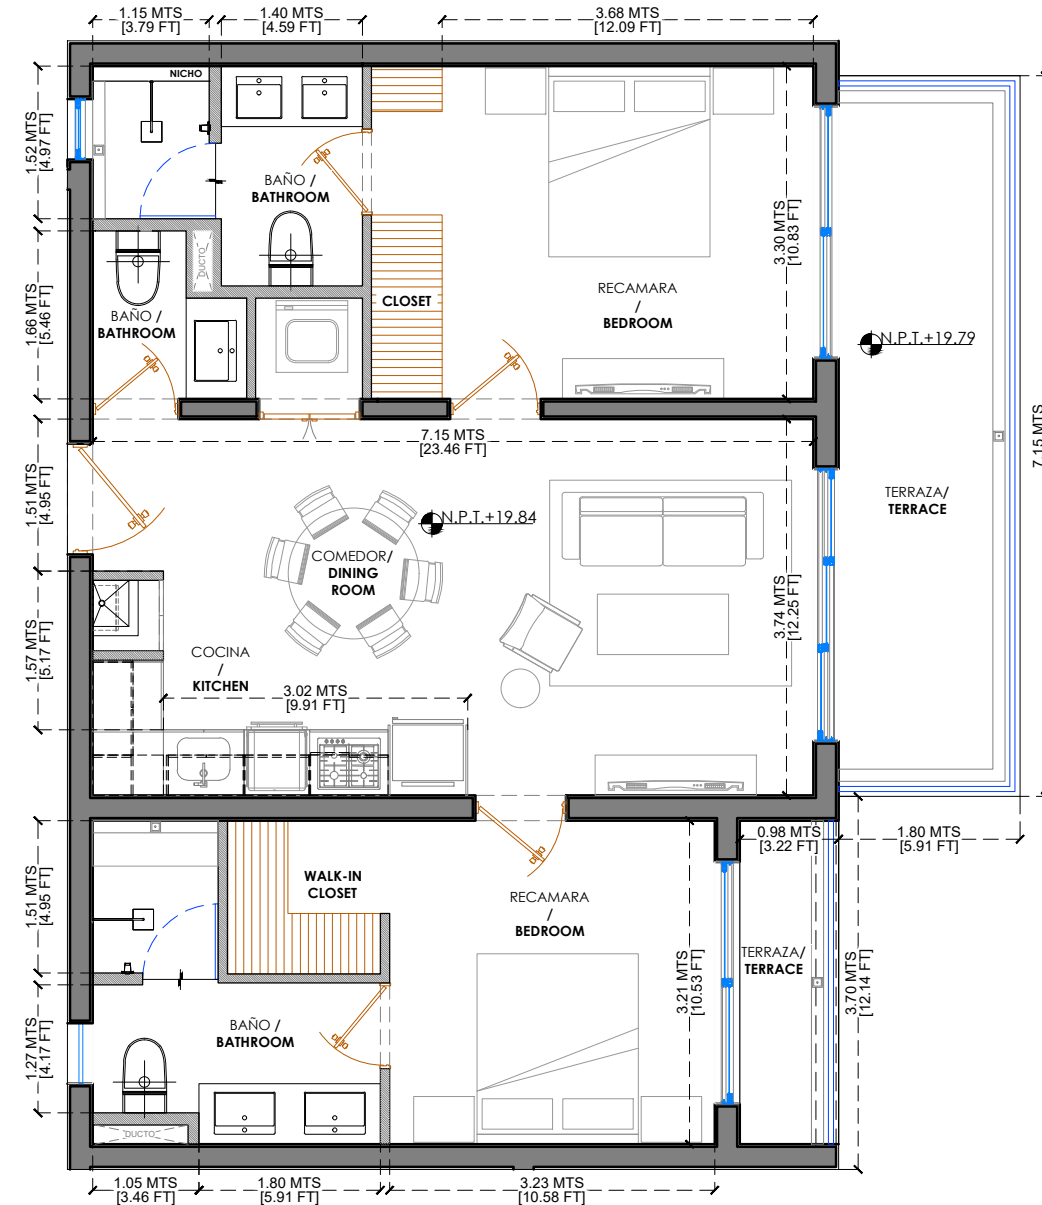 1.15 MTS
[3.79 FT]
1.40 MTS
[4.59 FT]
3.68 MTS
[12.09 FT]
NICHO
1.52 MTS
[4.97 FT]
BAÑO /
BATHROOM
3.30 MTS
[10.83 FT]
DUCTO
1.66 MTS
[5.46 FT]
BAÑO /
BATHROOM
CLOSET
RECAMARA
/
BEDROOM
N.P.T.+19.79
7.15 MTS
[23.46 FT]
7.15 MTS
1.51 MTS
[4.95 FT]
N.P.T.+19.84
TERRAZA/
TERRACE
COMEDOR/
DINING
ROOM
3.74 MTS
[12.25 FT]
1.57 MTS
[5.17 FT]
COCINA
/
KITCHEN
3.02 MTS
[9.91 FT]
0.98 MTS
[3.22 FT]
1.80 MTS
[5.91 FT]
1.51 MTS
[4.95 FT]
WALK-IN
CLOSET
RECAMARA
/
BEDROOM
TERRAZA/
TERRACE
3.21 MTS
[10.53 FT]
3.70 MTS
[12.14 FT]
1.27 MTS
[4.17 FT]
BAÑO /
BATHROOM
DUCTO
1.05 MTS
[3.46 FT]
1.80 MTS
[5.91 FT]
3.23 MTS
[10.58 FT]